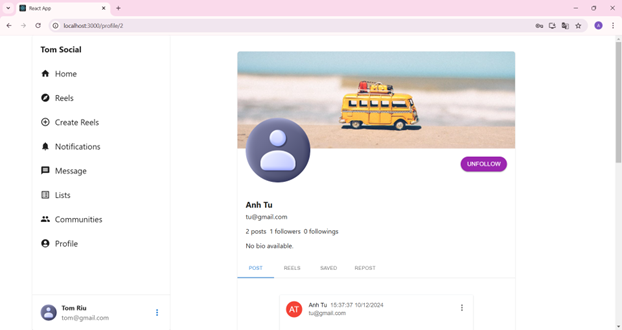 React App
localhost:3000/profile/2
A
Tom Social
Home
Reels
Create Reels
Notifications
Message
Lists
Communities
Profile
Tom Riu
tom@gmail.com
UNFOLLOW
Anh Tu
tu@gmail.com
2 posts 1 followers 0 followings
No bio available.
POST REELS SAVED REPOST
AT
Anh Tu 15:37:37 10/12/2024
tu@gmail.com